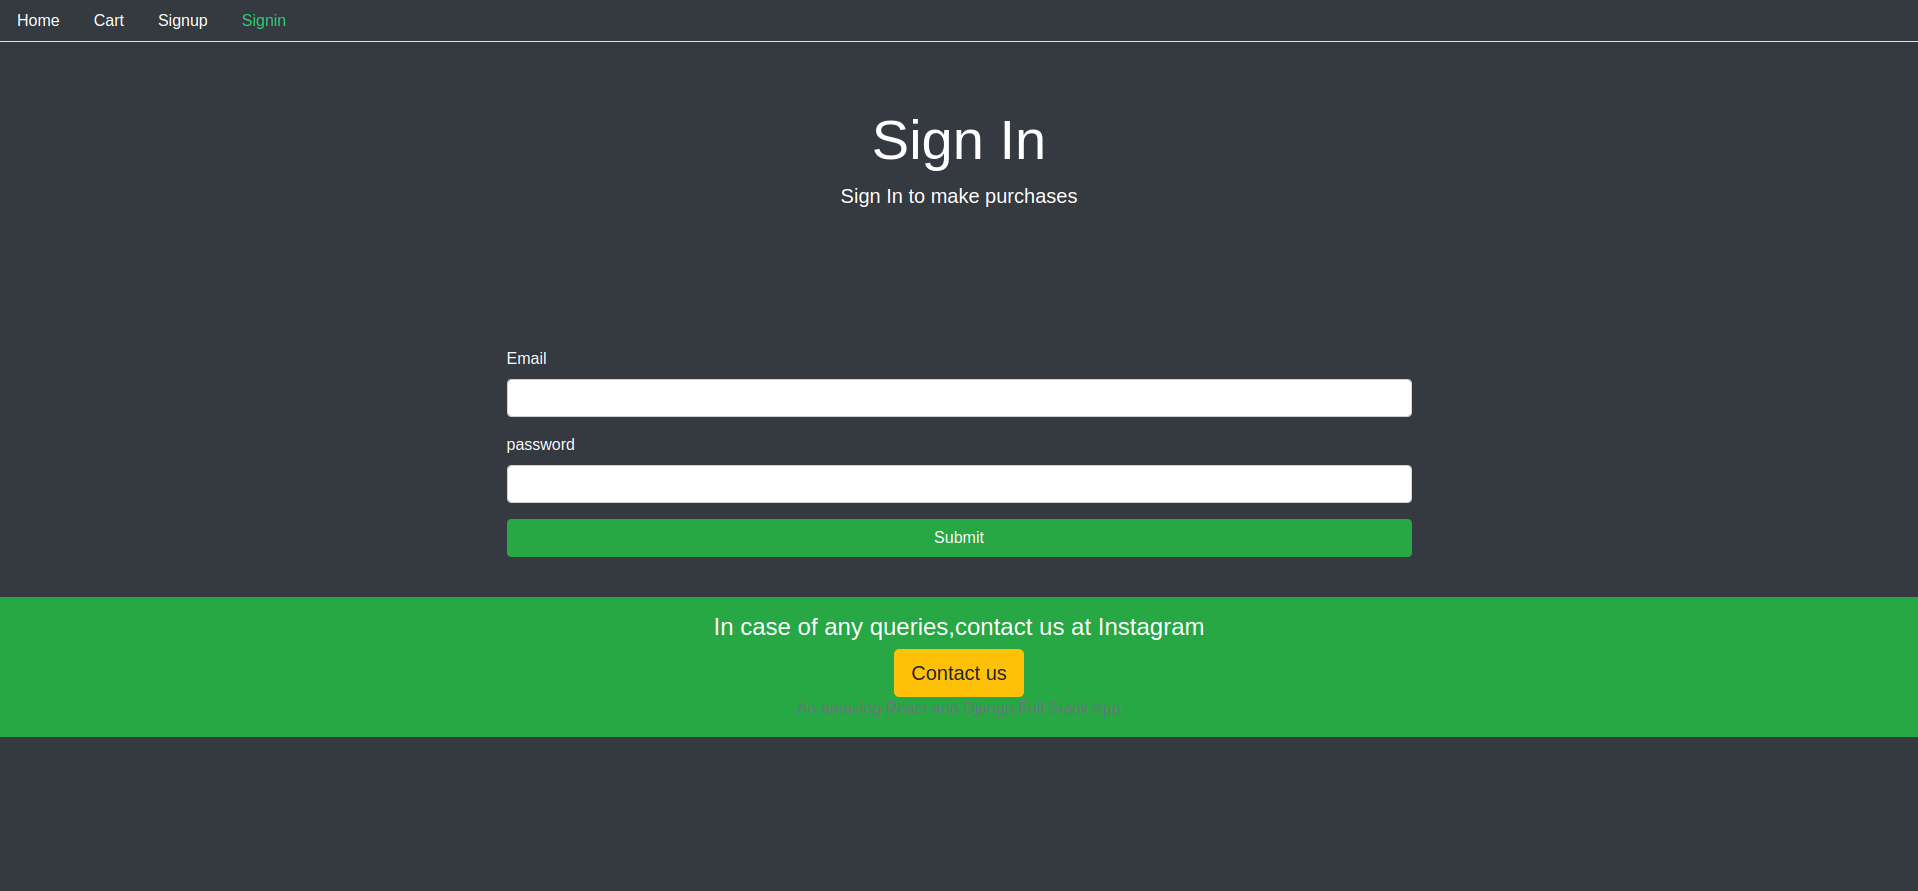 Home Cart Signup Signin
Sign In
Sign In to make purchases
Email
password
Submit
In case of any queries,contact us at Instagram
Contact us
An amazing React and Django Full Stack App